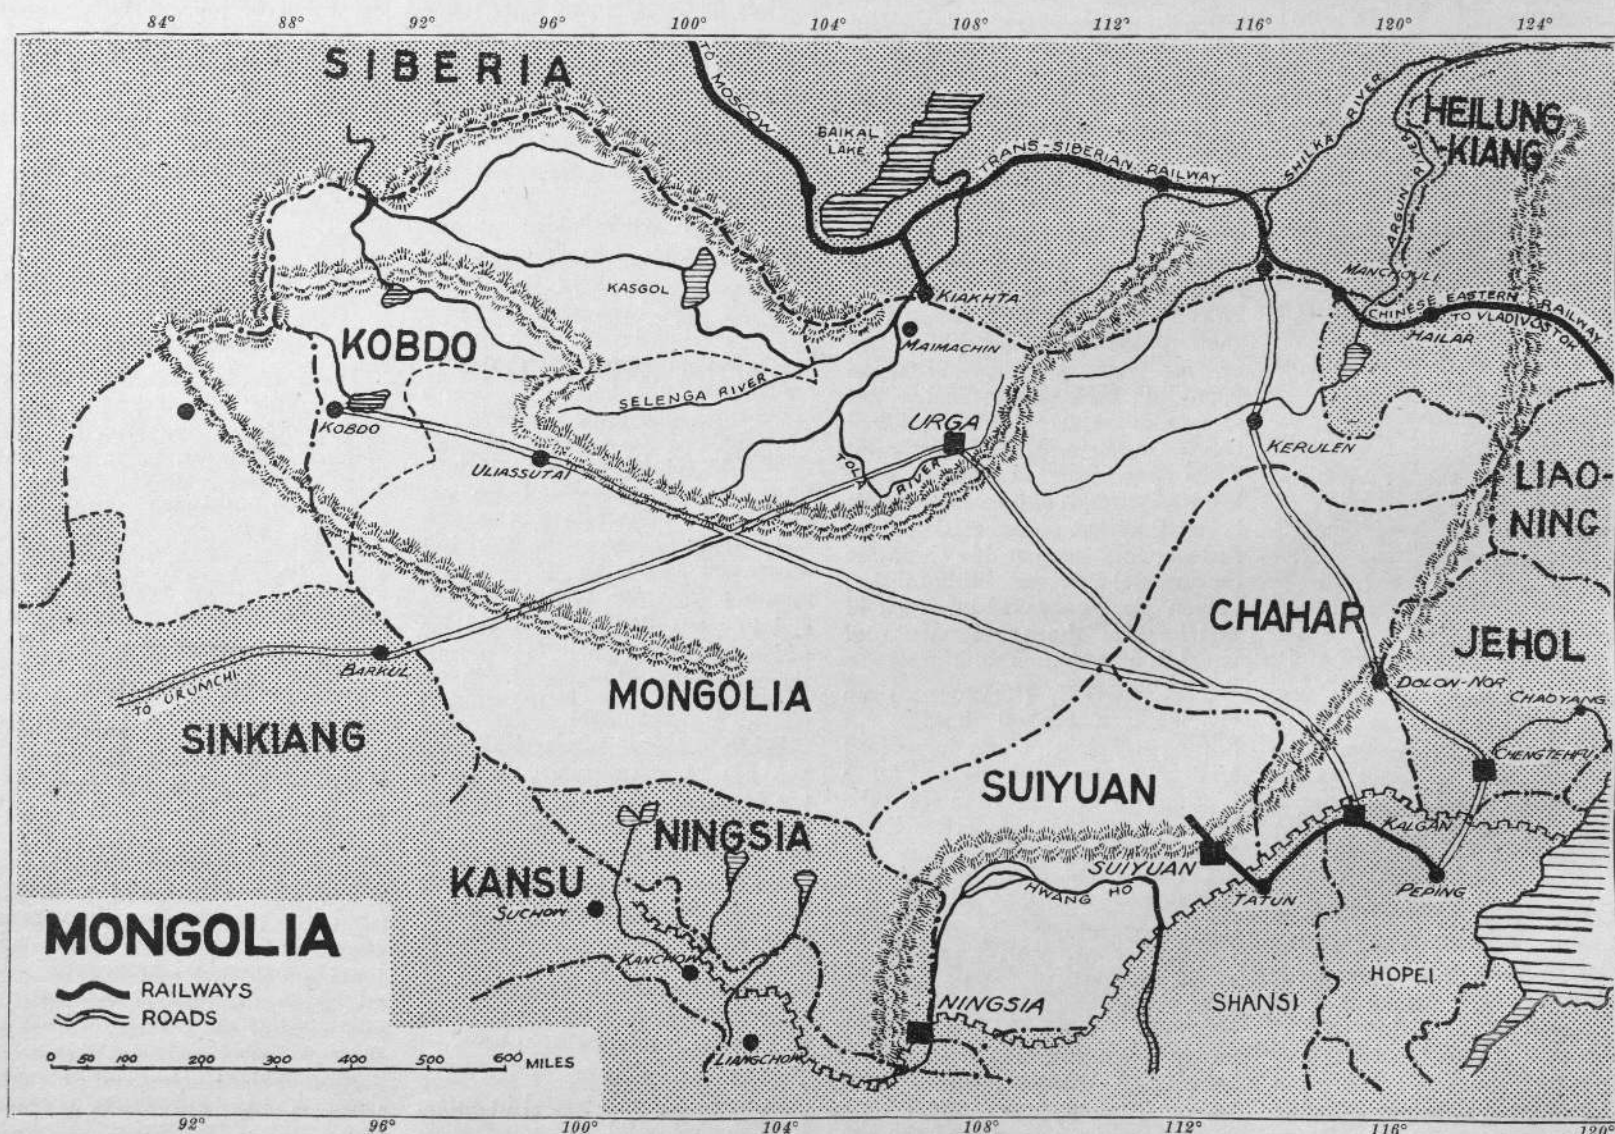 84° 88° 92° 96° 100° 104° 108° 112° 116° 120° 124°
SIBERIA
TO MOSCOW
BAIKAL
LAKE
TRANS-SIBERIAN RAILWAY
SHILKA RIVER
ARGUN RIVER
HEILUNG
-KIANG
KASGOL
KIAKHTA
MANCHOULI
CHINESE EASTERN RAILWAY
TO VLADIVOSTOK
HAILAR
MAIMACHIN
KOBDO
SELENGA RIVER
KOBDO
URGA
KERULEN
ULIASSUTAI
TOLA RIVER
LIAO-
NING
CHAHAR
JEHOL
BARKUL
TO URUMCHI
MONGOLIA
DOLON-NOR
CHAOYANG
SINKIANG
CHENGTEHFU
SUIYUAN
NINGSIA
KALGAN
KANSU
SUIYUAN
HWANG HO
TATUN
PEPING
SUCHOW
MONGOLIA
KANCHOW
HOPEI
RAILWAYS
NINGSIA
SHANSI
ROADS
LIANGCHOW
0 50 100 200 300 400 500 600 MILES
92° 96° 100° 104° 108° 112° 116° 120°